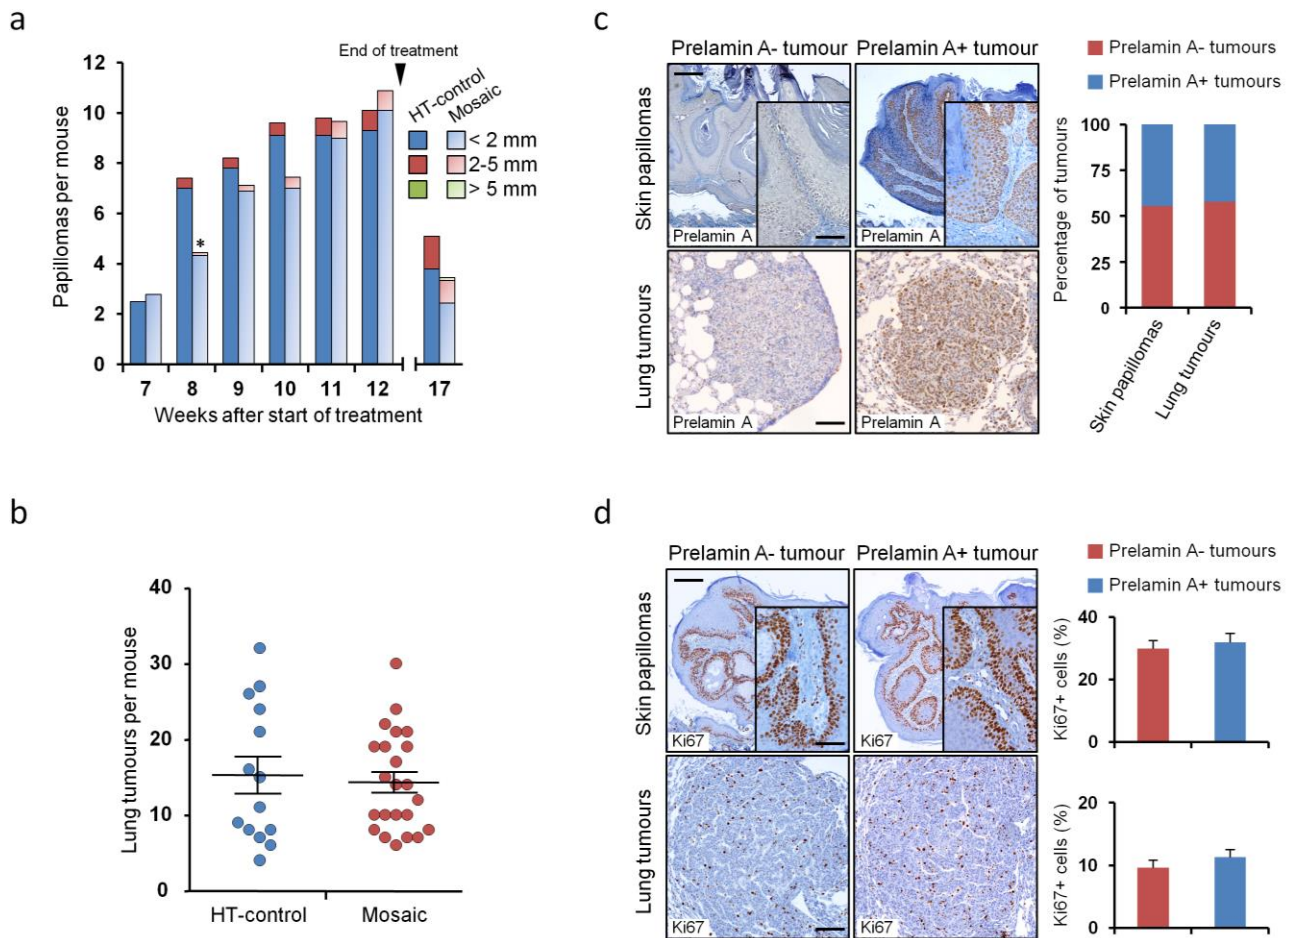 a
End of treatment
HT-control
Mosaic
< 2 mm
2-5 mm
> 5 mm
Papillomas per mouse
12
10
8
6
4
2
0
*
7 8 9 10 11 12 17
Weeks after start of treatment
b
Lung tumours per mouse
40
30
20
10
0
HT-control Mosaic
c
Prelamin A- tumour Prelamin A+ tumour
Skin papillomas
Prelamin A Prelamin A
Lung tumours
Prelamin A Prelamin A
Prelamin A- tumours
Prelamin A+ tumours
Percentage of tumours
100
75
50
25
0
Skin papillomas
Lung tumours
d
Prelamin A- tumour Prelamin A+ tumour
Skin papillomas
Ki67 Ki67
Lung tumours
Ki67 Ki67
Prelamin A- tumours
Prelamin A+ tumours
Ki67+ cells (%)
40
20
0
Ki67+ cells (%)
20
10
0